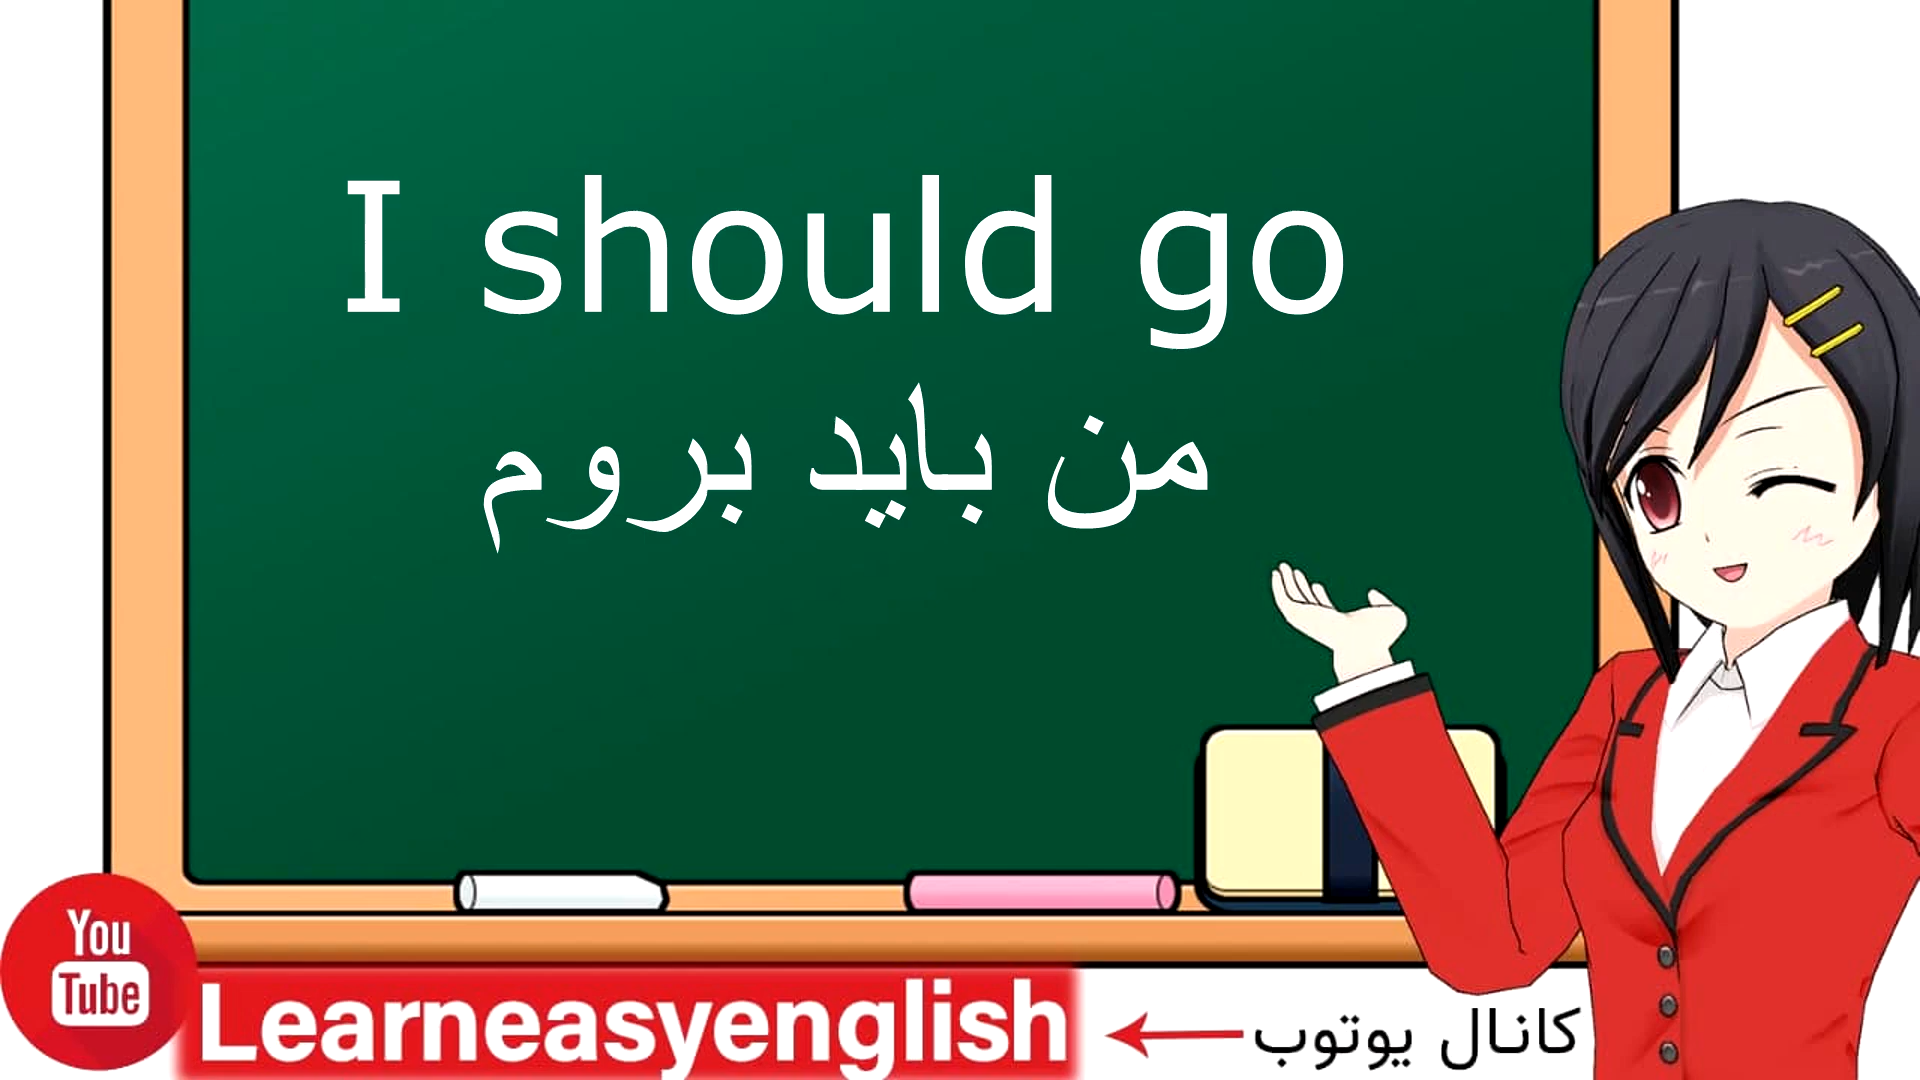 I should go
من باید بروم
You
Tube
Learneasyenglish
کانال یوتوب